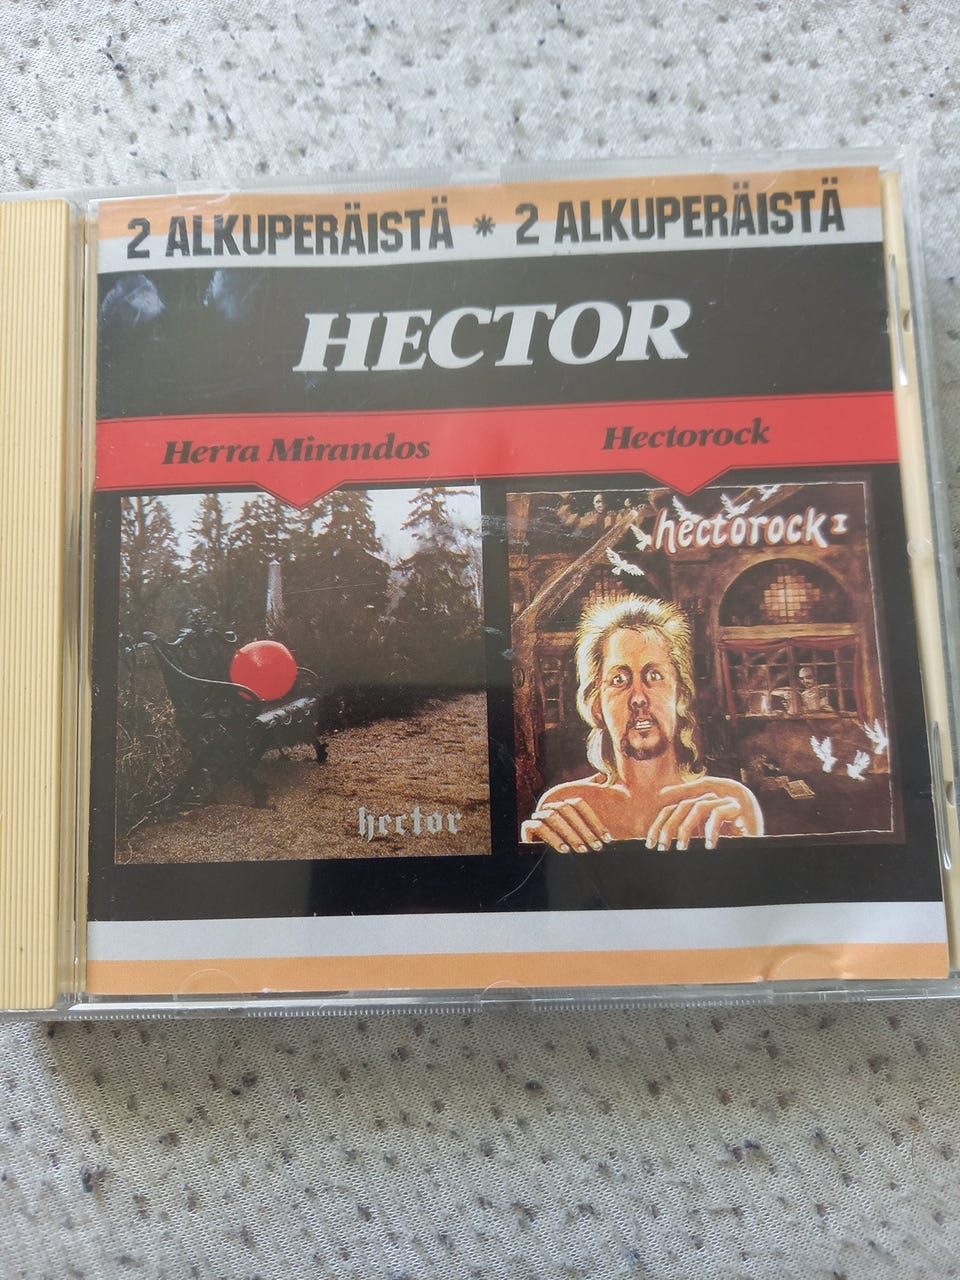 2 ALKUPERÄISTÄ * 2 ALKUPERÄISTÄ
HECTOR
Herra Mirandos
Hectorock
hectorock I
hector